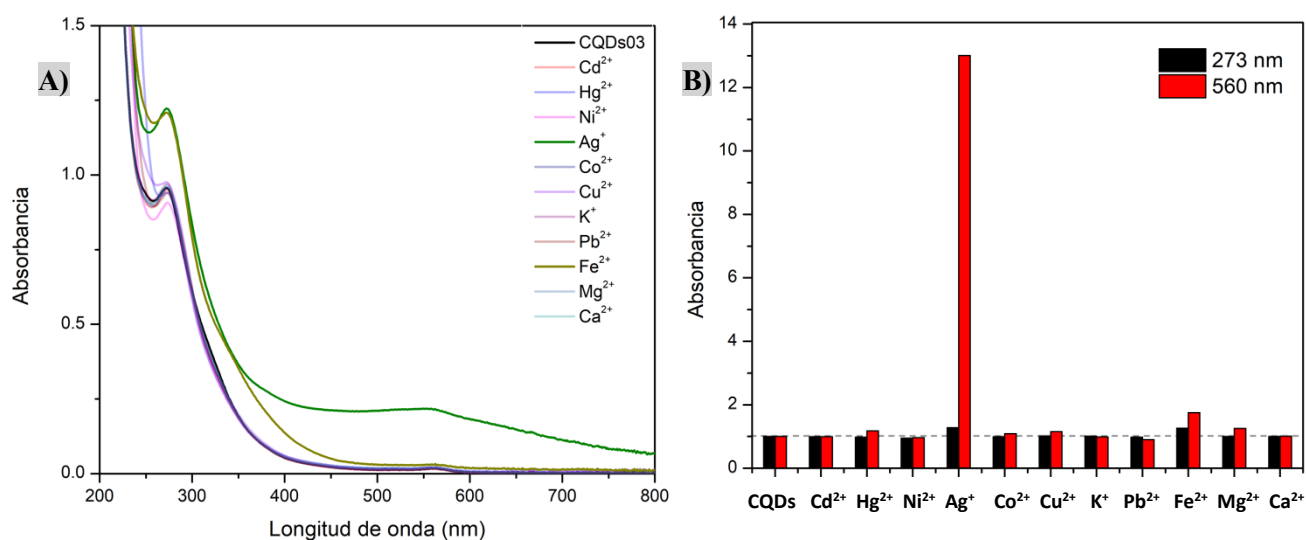 A)
1.5
1.0
0.5
0.0
Absorbancia
200 300 400 500 600 700 800
Longitud de onda (nm)
CQDs03
Cd²⁺
Hg²⁺
Ni²⁺
Ag⁺
Co²⁺
Cu²⁺
K⁺
Pb²⁺
Fe²⁺
Mg²⁺
Ca²⁺
B)
14
12
10
8
6
4
2
0
Absorbancia
273 nm
560 nm
CQDs Cd²⁺ Hg²⁺ Ni²⁺ Ag⁺ Co²⁺ Cu²⁺ K⁺ Pb²⁺ Fe²⁺ Mg²⁺ Ca²⁺